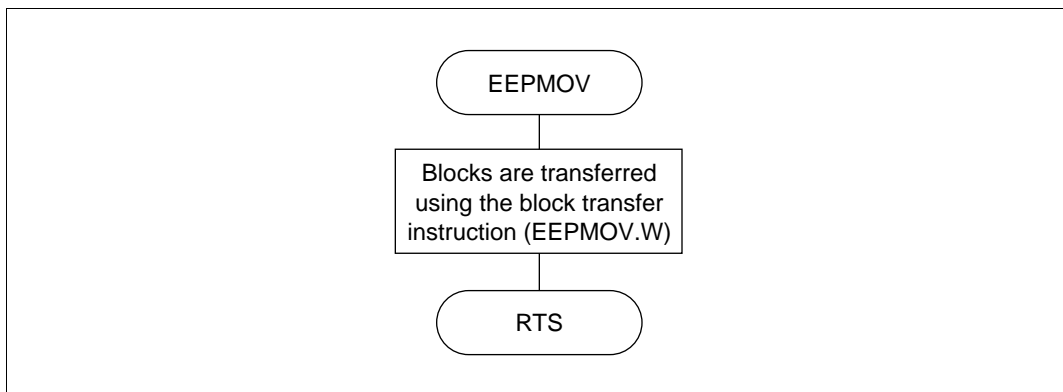 EEPMOV
Blocks are transferred
using the block transfer
instruction (EEPMOV.W)
RTS